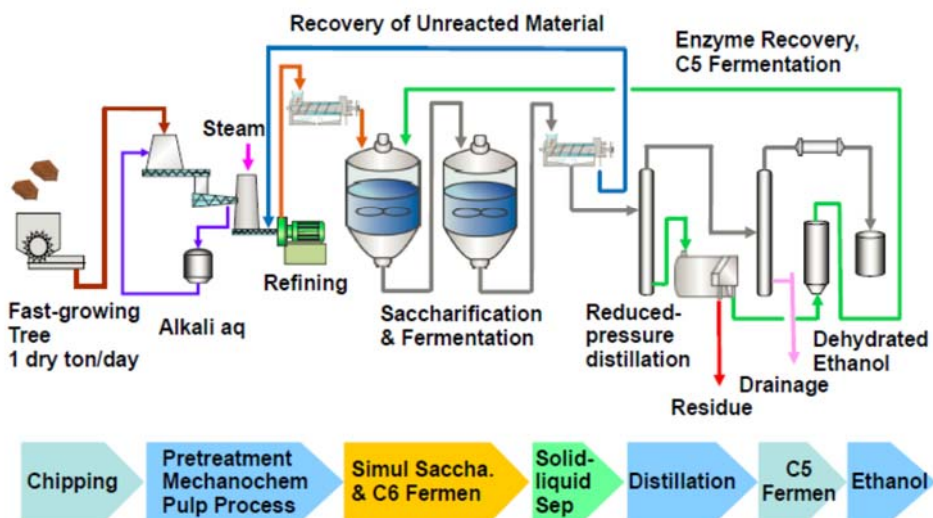 Recovery of Unreacted Material
Enzyme Recovery,
C5 Fermentation
Steam
Refining
Fast-growing
Tree
1 dry ton/day
Alkali aq
Saccharification
& Fermentation
Reduced-
pressure
distillation
Dehydrated
Ethanol
Drainage
Residue
Chipping
Pretreatment
Mechanochem
Pulp Process
Simul Saccha.
& C6 Fermen
Solid-
liquid
Sep
Distillation
C5
Fermen
Ethanol